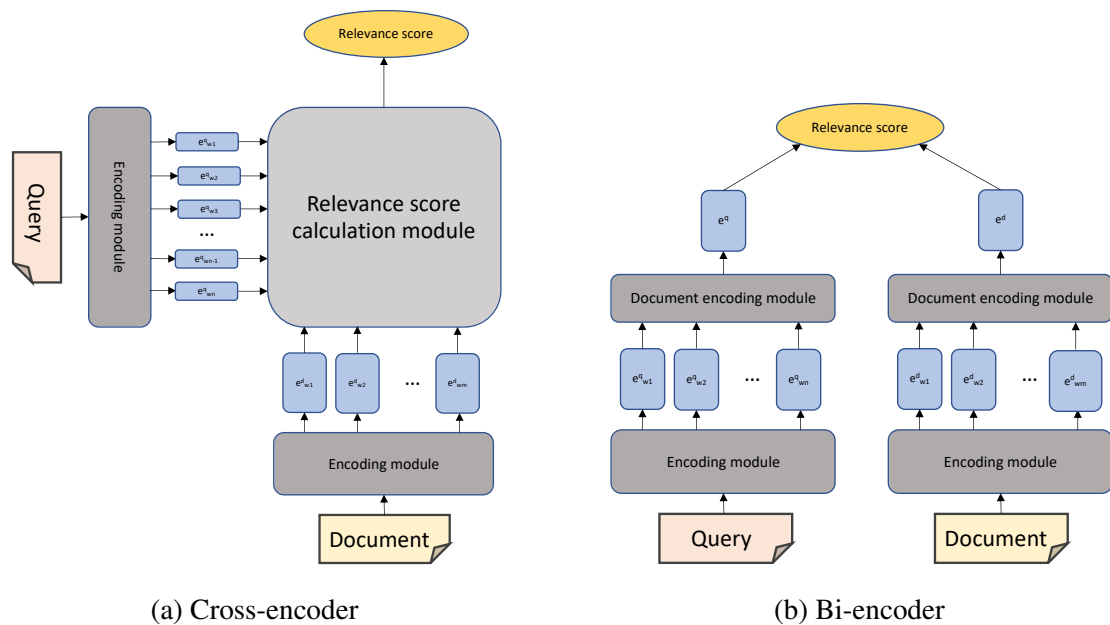 Relevance score
Query
Encoding module
e^q_w1
e^q_w2
e^q_w3
...
e^q_wn-1
e^q_wn
Relevance score
calculation module
e^d_w1 e^d_w2 ... e^d_wm
Encoding module
Document
(a) Cross-encoder
Relevance score
e^q e^d
Document encoding module Document encoding module
e^q_w1 e^q_w2 ... e^q_wn e^d_w1 e^d_w2 ... e^d_wm
Encoding module Encoding module
Query Document
(b) Bi-encoder